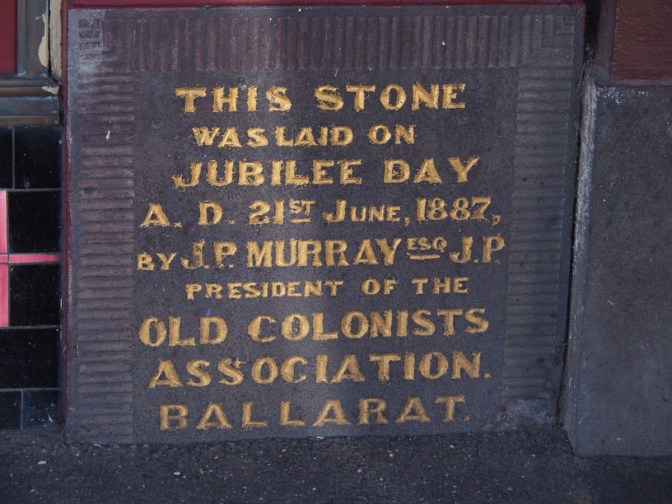 THIS STONE
WAS LAID ON
JUBILEE DAY
A. D. 21ST JUNE, 1887,
BY J.P. MURRAY ESQ J.P
PRESIDENT OF THE
OLD COLONISTS
ASSOCIATION.
BALLARAT.